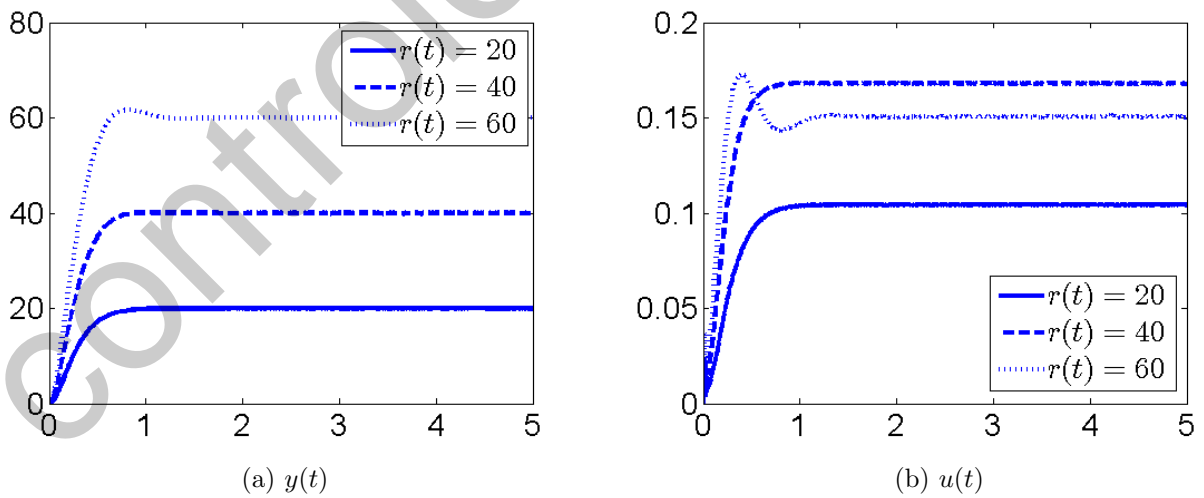 80
60
40
20
0
0 1 2 3 4 5
r(t) = 20
r(t) = 40
r(t) = 60
(a) y(t)
0.2
0.15
0.1
0.05
0
0 1 2 3 4 5
r(t) = 20
r(t) = 40
r(t) = 60
(b) u(t)
control